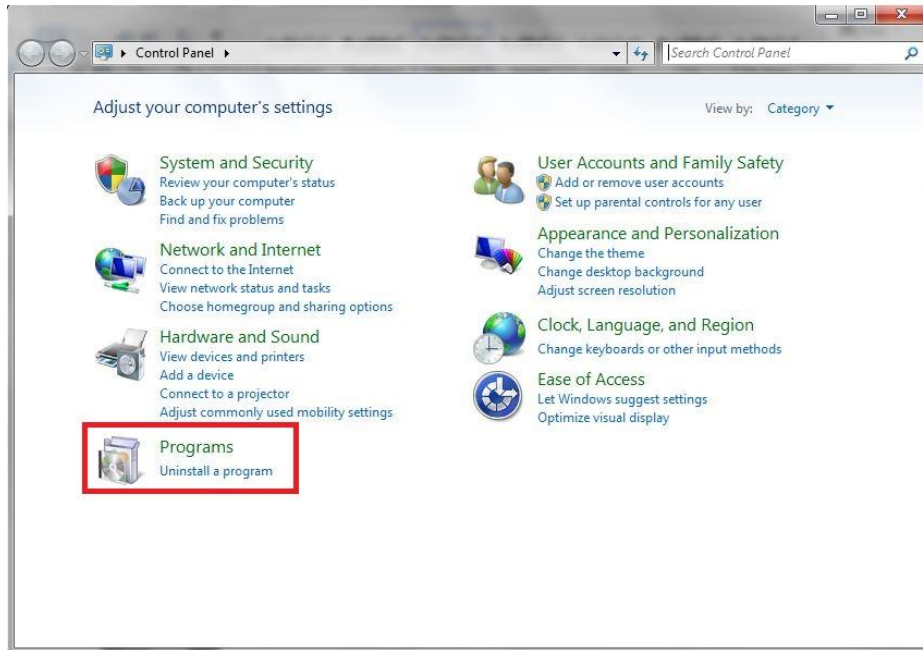 Control Panel
Search Control Panel
Adjust your computer's settings
View by: Category
System and Security
Review your computer's status
Back up your computer
Find and fix problems
Network and Internet
Connect to the Internet
View network status and tasks
Choose homegroup and sharing options
Hardware and Sound
View devices and printers
Add a device
Connect to a projector
Adjust commonly used mobility settings
Programs
Uninstall a program
User Accounts and Family Safety
Add or remove user accounts
Set up parental controls for any user
Appearance and Personalization
Change the theme
Change desktop background
Adjust screen resolution
Clock, Language, and Region
Change keyboards or other input methods
Ease of Access
Let Windows suggest settings
Optimize visual display